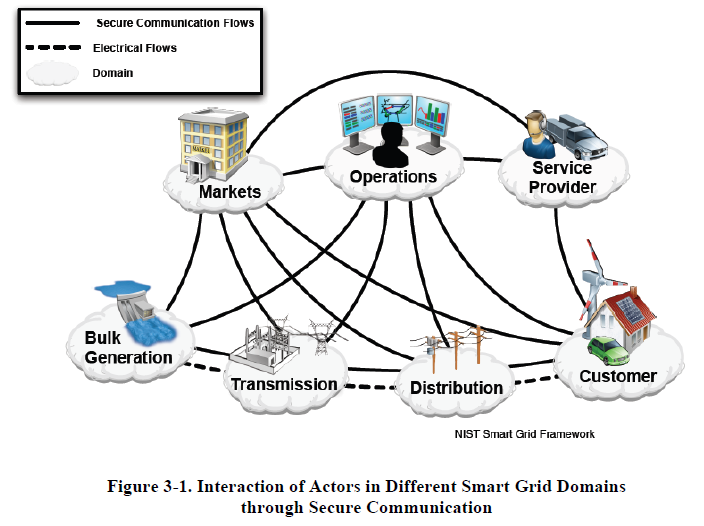 Secure Communication Flows
Electrical Flows
Domain
MARKET
Markets
Operations
Service
Provider
Bulk
Generation
Transmission
Distribution
Customer
NIST Smart Grid Framework
Figure 3-1. Interaction of Actors in Different Smart Grid Domains
through Secure Communication